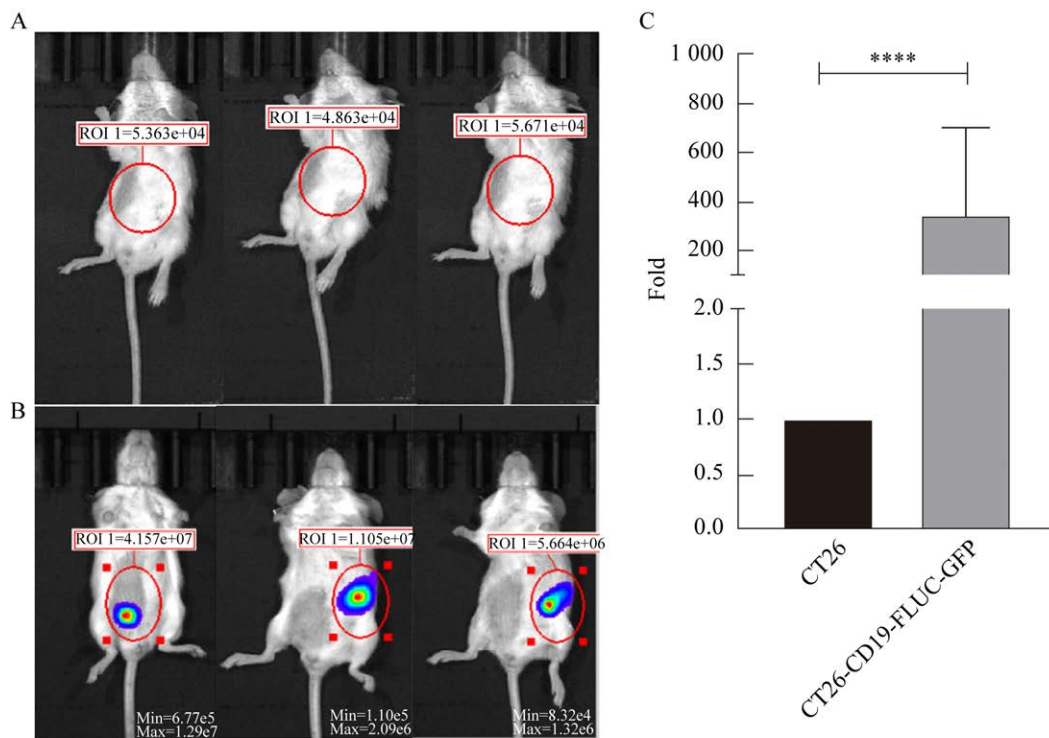 A
ROI 1=5.363e+04
ROI 1=4.863e+04
ROI 1=5.671e+04
B
ROI 1=4.157e+07
ROI 1=1.105e+07
ROI 1=5.664e+06
Min=6.77e5
Max=1.29e7
Min=1.10e5
Max=2.09e6
Min=8.32e4
Max=1.32e6
C
1 000
800
600
400
200
2.0
1.5
1.0
0.5
0.0
Fold
****
CT26
CT26-CD19-FLUC-GFP